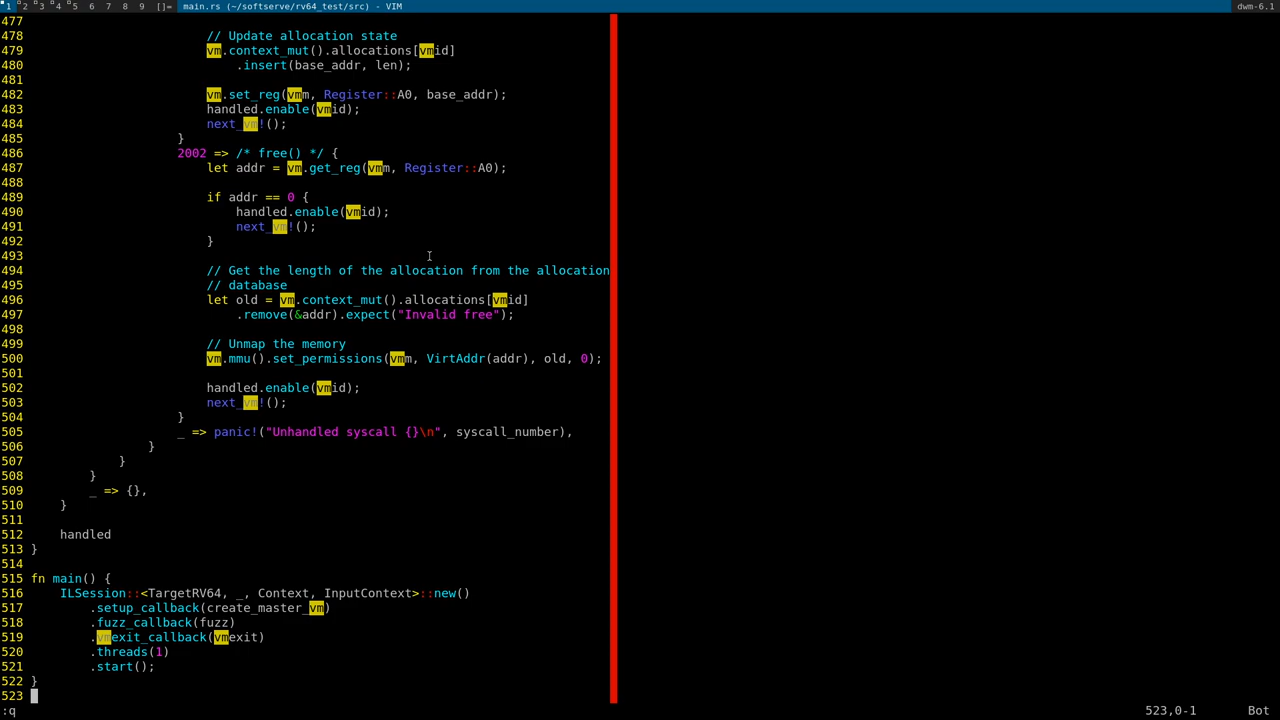 1 2 3 4 5 6 7 8 9 []= main.rs (~/softserve/rv64_test/src) - VIM dwm-6.1
477
478 // Update allocation state
479 vm.context_mut().allocations[vmid]
480 .insert(base_addr, len);
481
482 vm.set_reg(vmm, Register::A0, base_addr);
483 handled.enable(vmid);
484 next_vm!();
485 }
486 2002 => /* free() */ {
487 let addr = vm.get_reg(vmm, Register::A0);
488
489 if addr == 0 {
490 handled.enable(vmid);
491 next_vm!();
492 }
493
494 // Get the length of the allocation from the allocation
495 // database
496 let old = vm.context_mut().allocations[vmid]
497 .remove(&addr).expect("Invalid free");
498
499 // Unmap the memory
500 vm.mmu().set_permissions(vmm, VirtAddr(addr), old, 0);
501
502 handled.enable(vmid);
503 next_vm!();
504 }
505 _ => panic!("Unhandled syscall {}\n", syscall_number),
506 }
507 }
508 }
509 _ => {},
510 }
511
512 handled
513 }
514
515 fn main() {
516 ILSession::<TargetRV64, _, Context, InputContext>::new()
517 .setup_callback(create_master_vm)
518 .fuzz_callback(fuzz)
519 .vmexit_callback(vmexit)
520 .threads(1)
521 .start();
522 }
523
:q 523,0-1 Bot